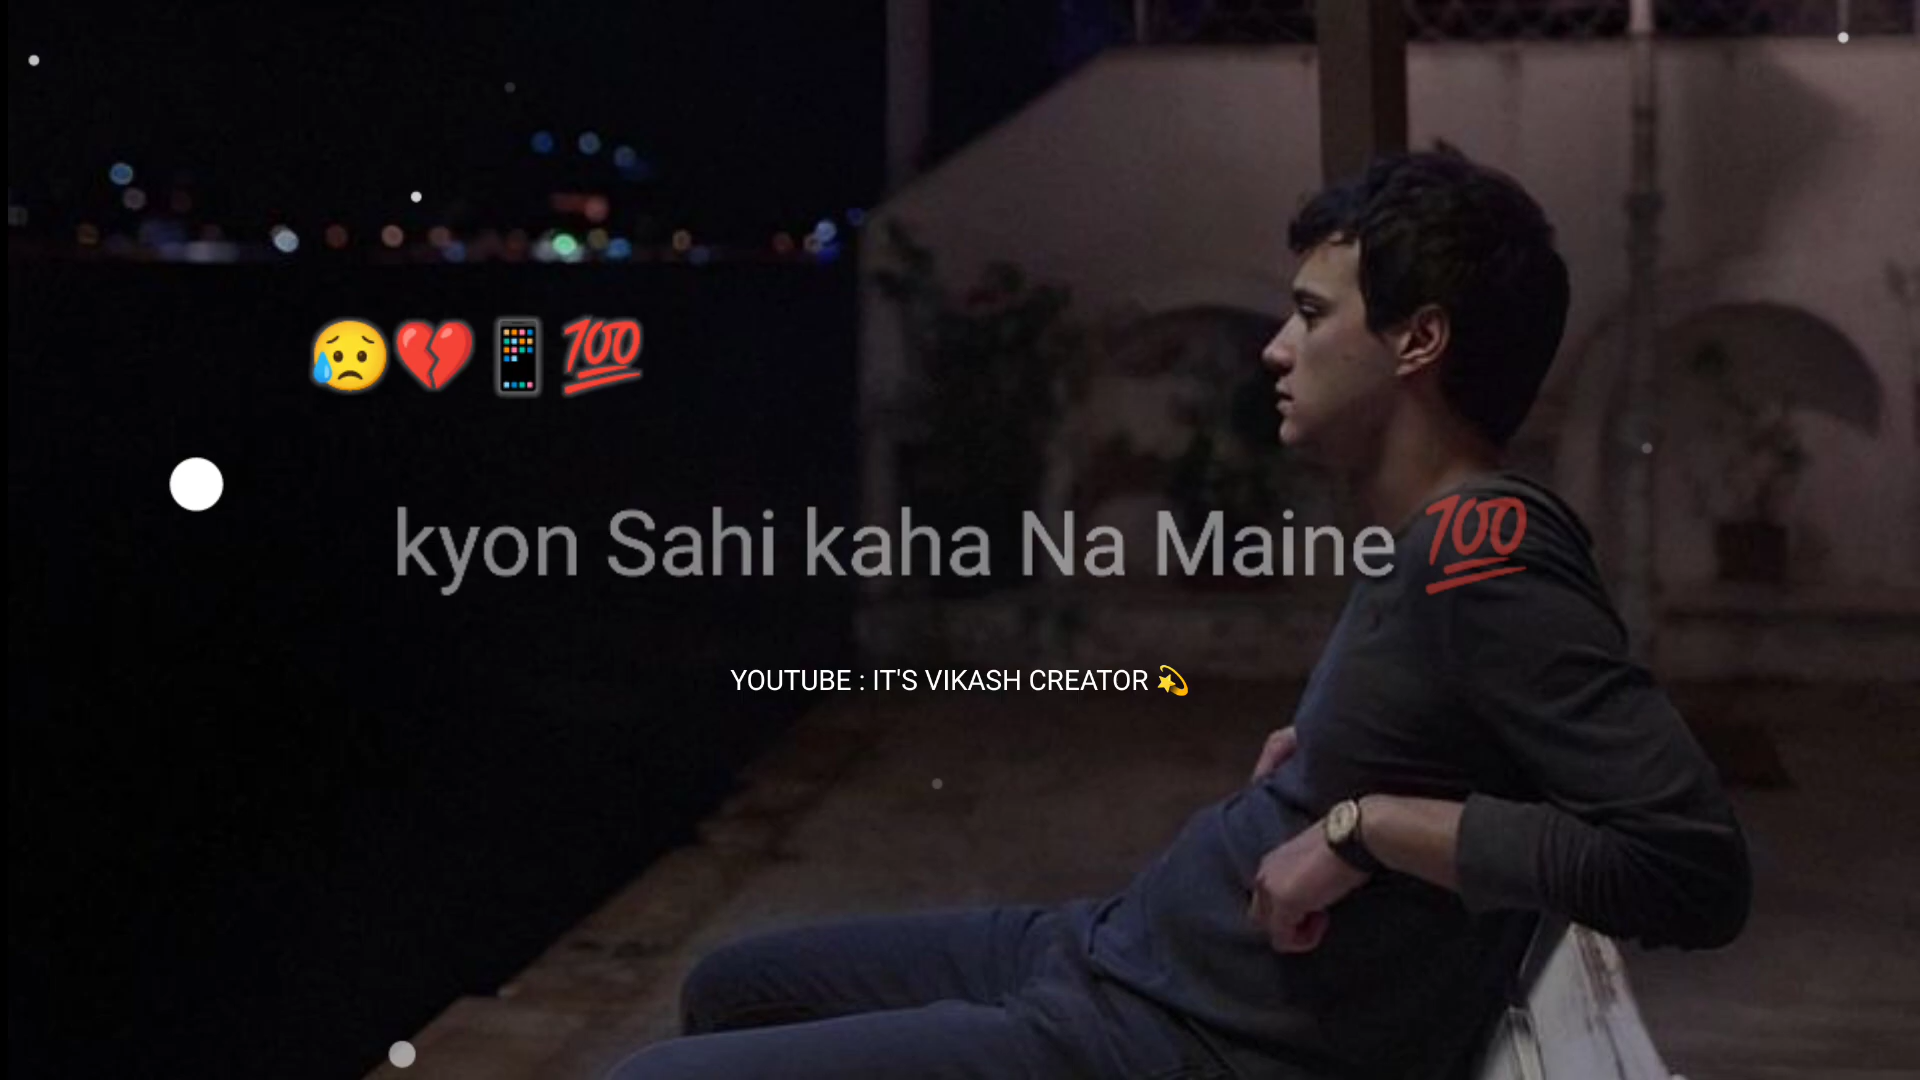 😥💔📱💯
kyon Sahi kaha Na Maine 💯
YOUTUBE : IT'S VIKASH CREATOR 💫